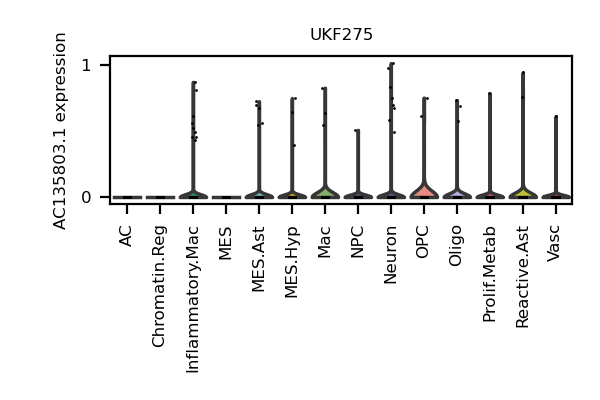 UKF275
AC135803.1 expression
1
0
AC
Chromatin.Reg
Inflammatory.Mac
MES
MES.Ast
MES.Hyp
Mac
NPC
Neuron
OPC
Oligo
Prolif.Metab
Reactive.Ast
Vasc